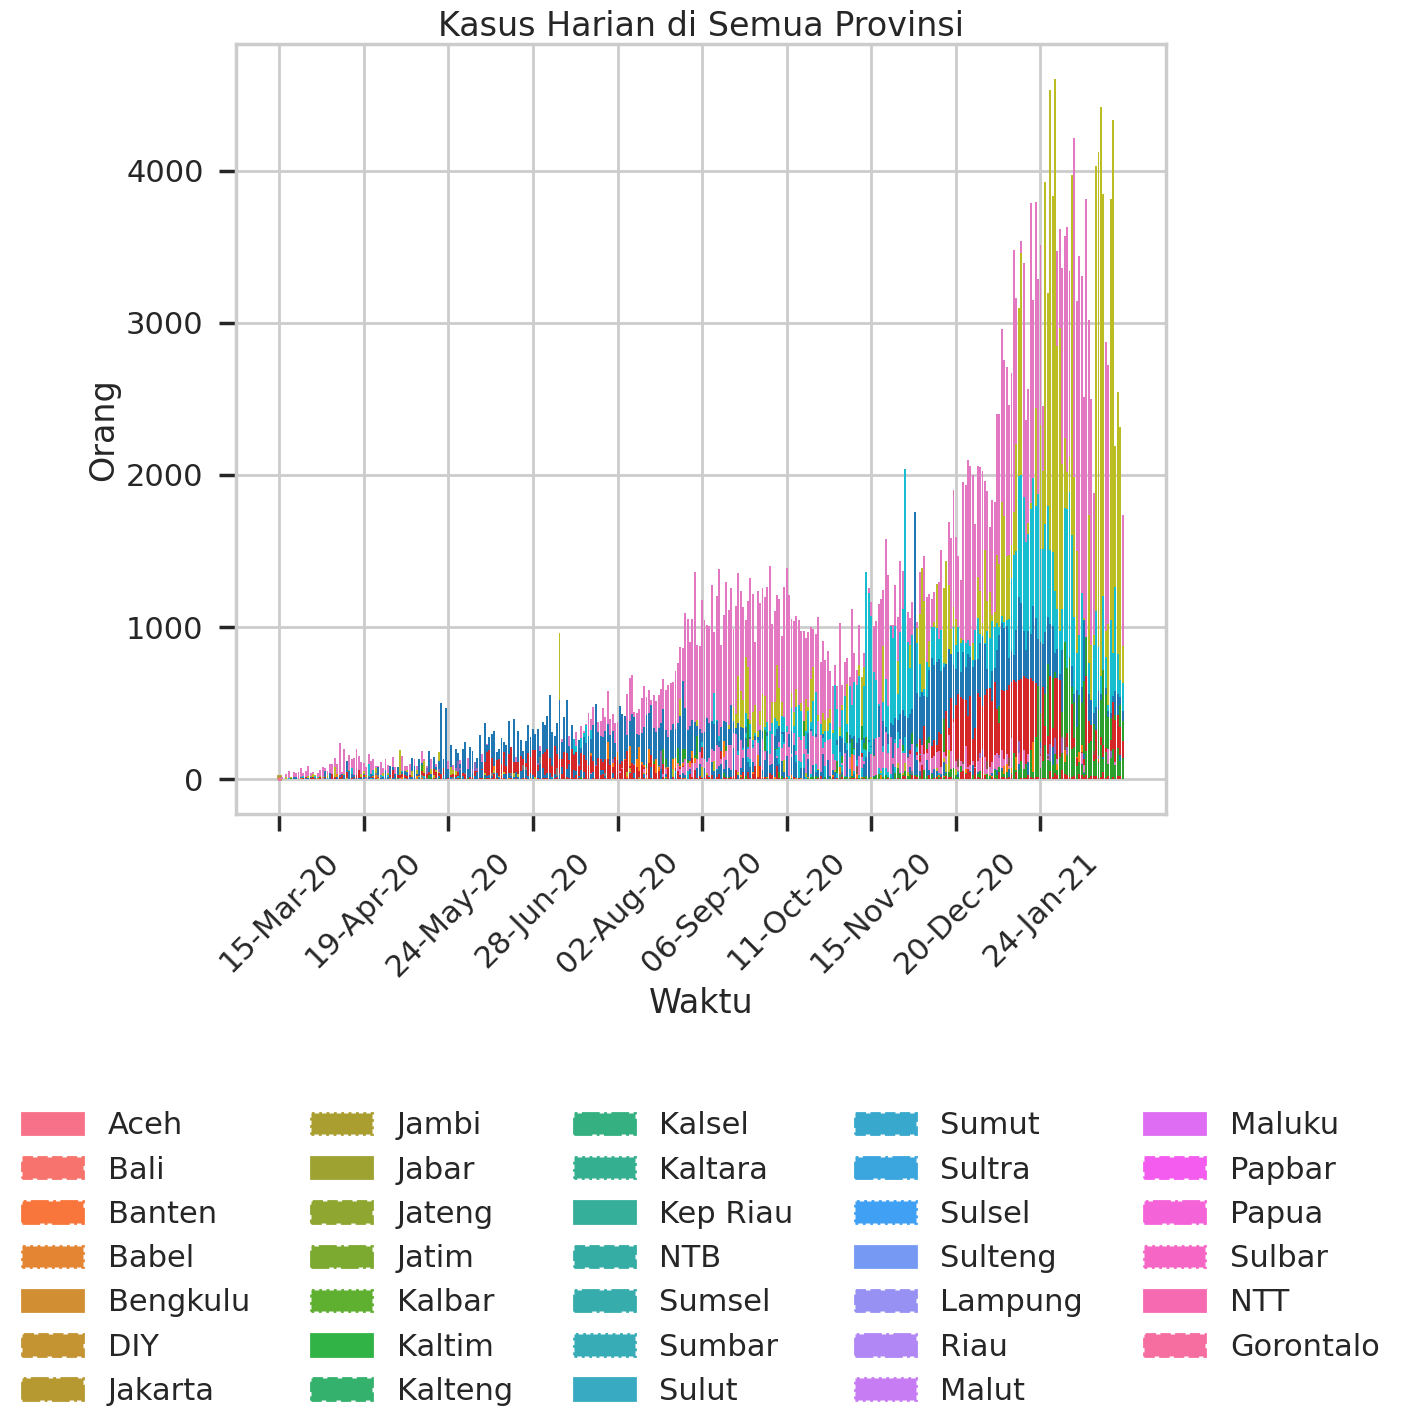 Kasus Harian di Semua Provinsi
4000
3000
2000
1000
0
Orang
15-Mar-20
19-Apr-20
24-May-20
28-Jun-20
02-Aug-20
06-Sep-20
11-Oct-20
15-Nov-20
20-Dec-20
24-Jan-21
Waktu
Aceh
Bali
Banten
Babel
Bengkulu
DIY
Jakarta
Jambi
Jabar
Jateng
Jatim
Kalbar
Kaltim
Kalteng
Kalsel
Kaltara
Kep Riau
NTB
Sumsel
Sumbar
Sulut
Sumut
Sultra
Sulsel
Sulteng
Lampung
Riau
Malut
Maluku
Papbar
Papua
Sulbar
NTT
Gorontalo